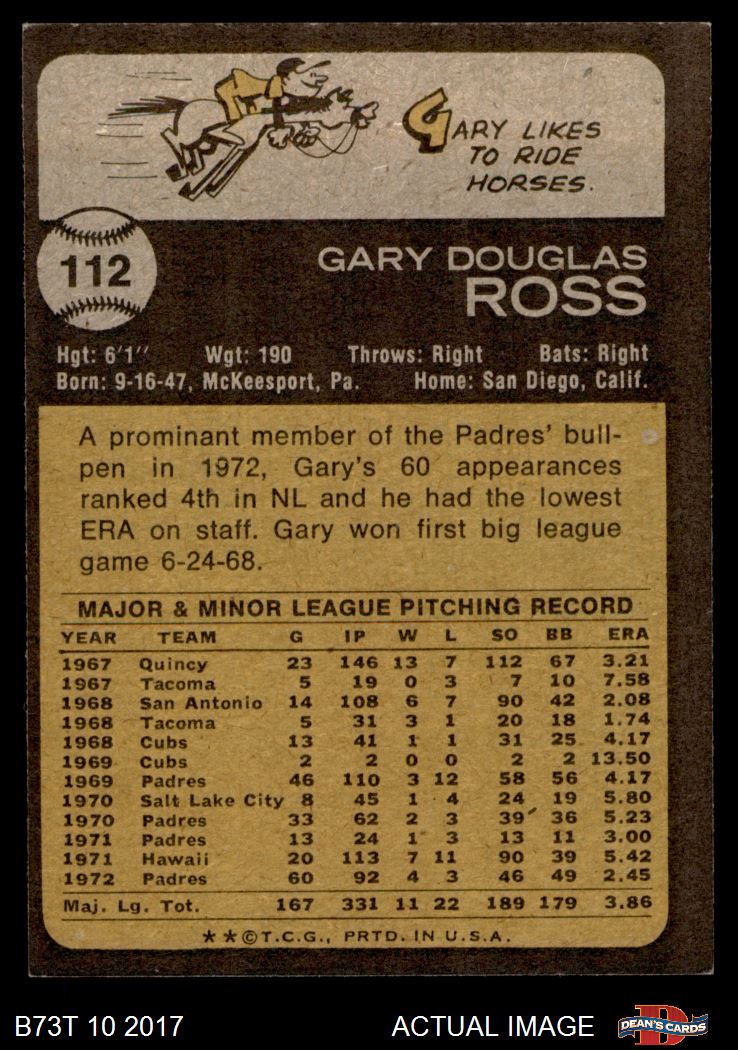 GARY LIKES
TO RIDE
HORSES.
112
GARY DOUGLAS
ROSS
Hgt: 6'1" Wgt: 190 Throws: Right Bats: Right
Born: 9-16-47, McKeesport, Pa. Home: San Diego, Calif.
A prominant member of the Padres' bull-
pen in 1972, Gary's 60 appearances
ranked 4th in NL and he had the lowest
ERA on staff. Gary won first big league
game 6-24-68.
MAJOR & MINOR LEAGUE PITCHING RECORD
YEAR TEAM G IP W L SO BB ERA
1967 Quincy 23 146 13 7 112 67 3.21
1967 Tacoma 5 19 0 3 7 10 7.58
1968 San Antonio 14 108 6 7 90 42 2.08
1968 Tacoma 5 31 3 1 20 18 1.74
1968 Cubs 13 41 1 1 31 25 4.17
1969 Cubs 2 2 0 0 2 2 13.50
1969 Padres 46 110 3 12 58 56 4.17
1970 Salt Lake City 8 45 1 4 24 19 5.80
1970 Padres 33 62 2 3 39 36 5.23
1971 Padres 13 24 1 3 13 11 3.00
1971 Hawaii 20 113 7 11 90 39 5.42
1972 Padres 60 92 4 3 46 49 2.45
Maj. Lg. Tot. 167 331 11 22 189 179 3.86
**©T.C.G., PRTD. IN U.S.A.
B73T 10 2017 ACTUAL IMAGE D DEAN'S CARDS